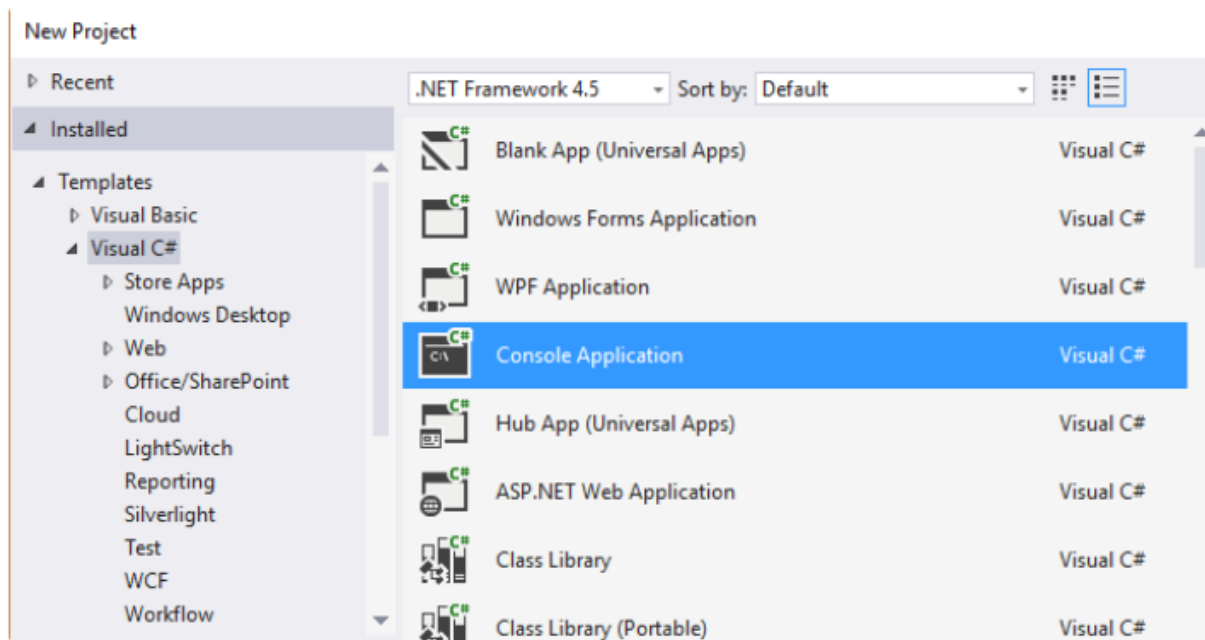 New Project
Recent
Installed
Templates
Visual Basic
Visual C#
Store Apps
Windows Desktop
Web
Office/SharePoint
Cloud
LightSwitch
Reporting
Silverlight
Test
WCF
Workflow
.NET Framework 4.5 Sort by: Default
C# Blank App (Universal Apps) Visual C#
C# Windows Forms Application Visual C#
C# WPF Application Visual C#
C# C:\ Console Application Visual C#
C# Hub App (Universal Apps) Visual C#
C# ASP.NET Web Application Visual C#
C# Class Library Visual C#
C# Class Library (Portable) Visual C#